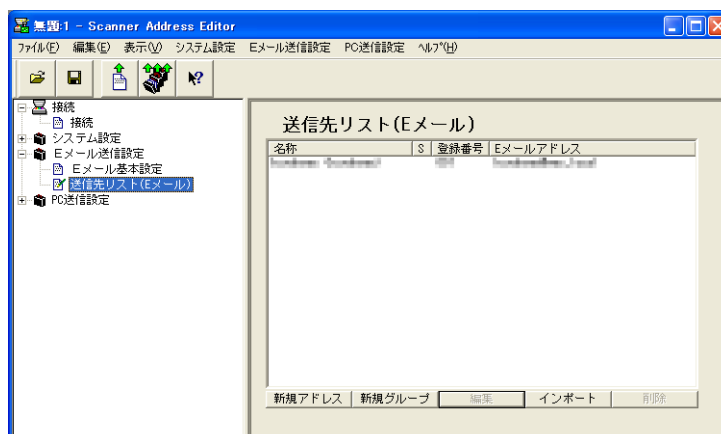 無題:1 - Scanner Address Editor
ファイル(F) 編集(E) 表示(V) システム設定 Eメール送信設定 PC送信設定 ヘルプ(H)
接続
接続
システム設定
Eメール送信設定
Eメール基本設定
送信先リスト(Eメール)
PC送信設定
送信先リスト(Eメール)
名称 S 登録番号 Eメールアドレス
新規アドレス 新規グループ 編集 インポート 削除